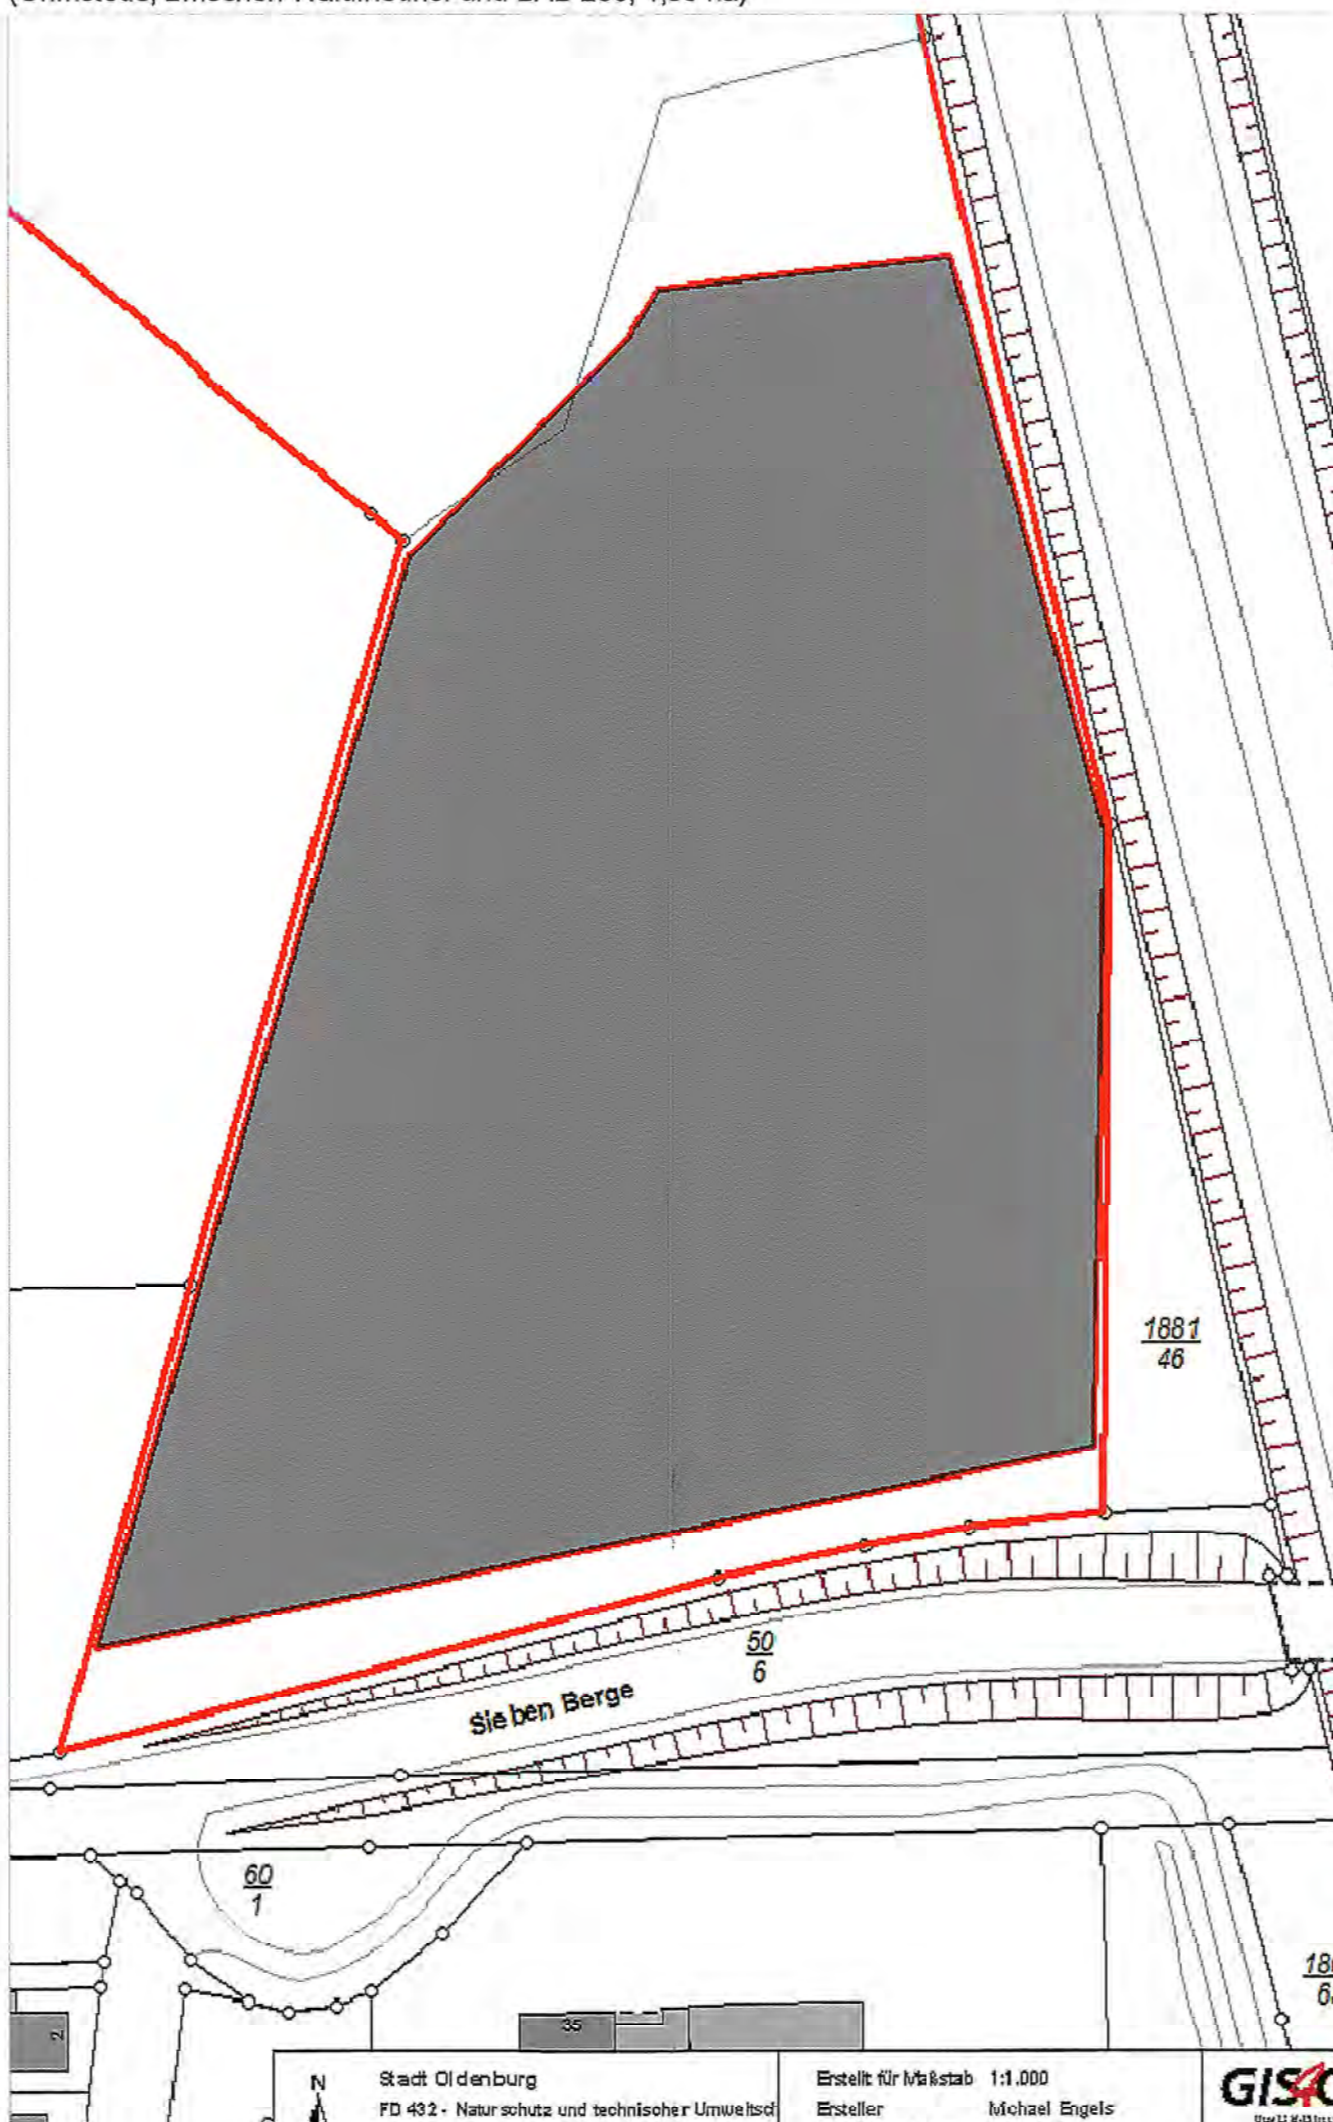 1881
46
50
6
Sieben Berge
60
1
35
2
N
Stadt Oldenburg
FD 432 - Naturschutz und technischer
Erstellt für Maßstab 1:1.000
Ersteller Michael Engels